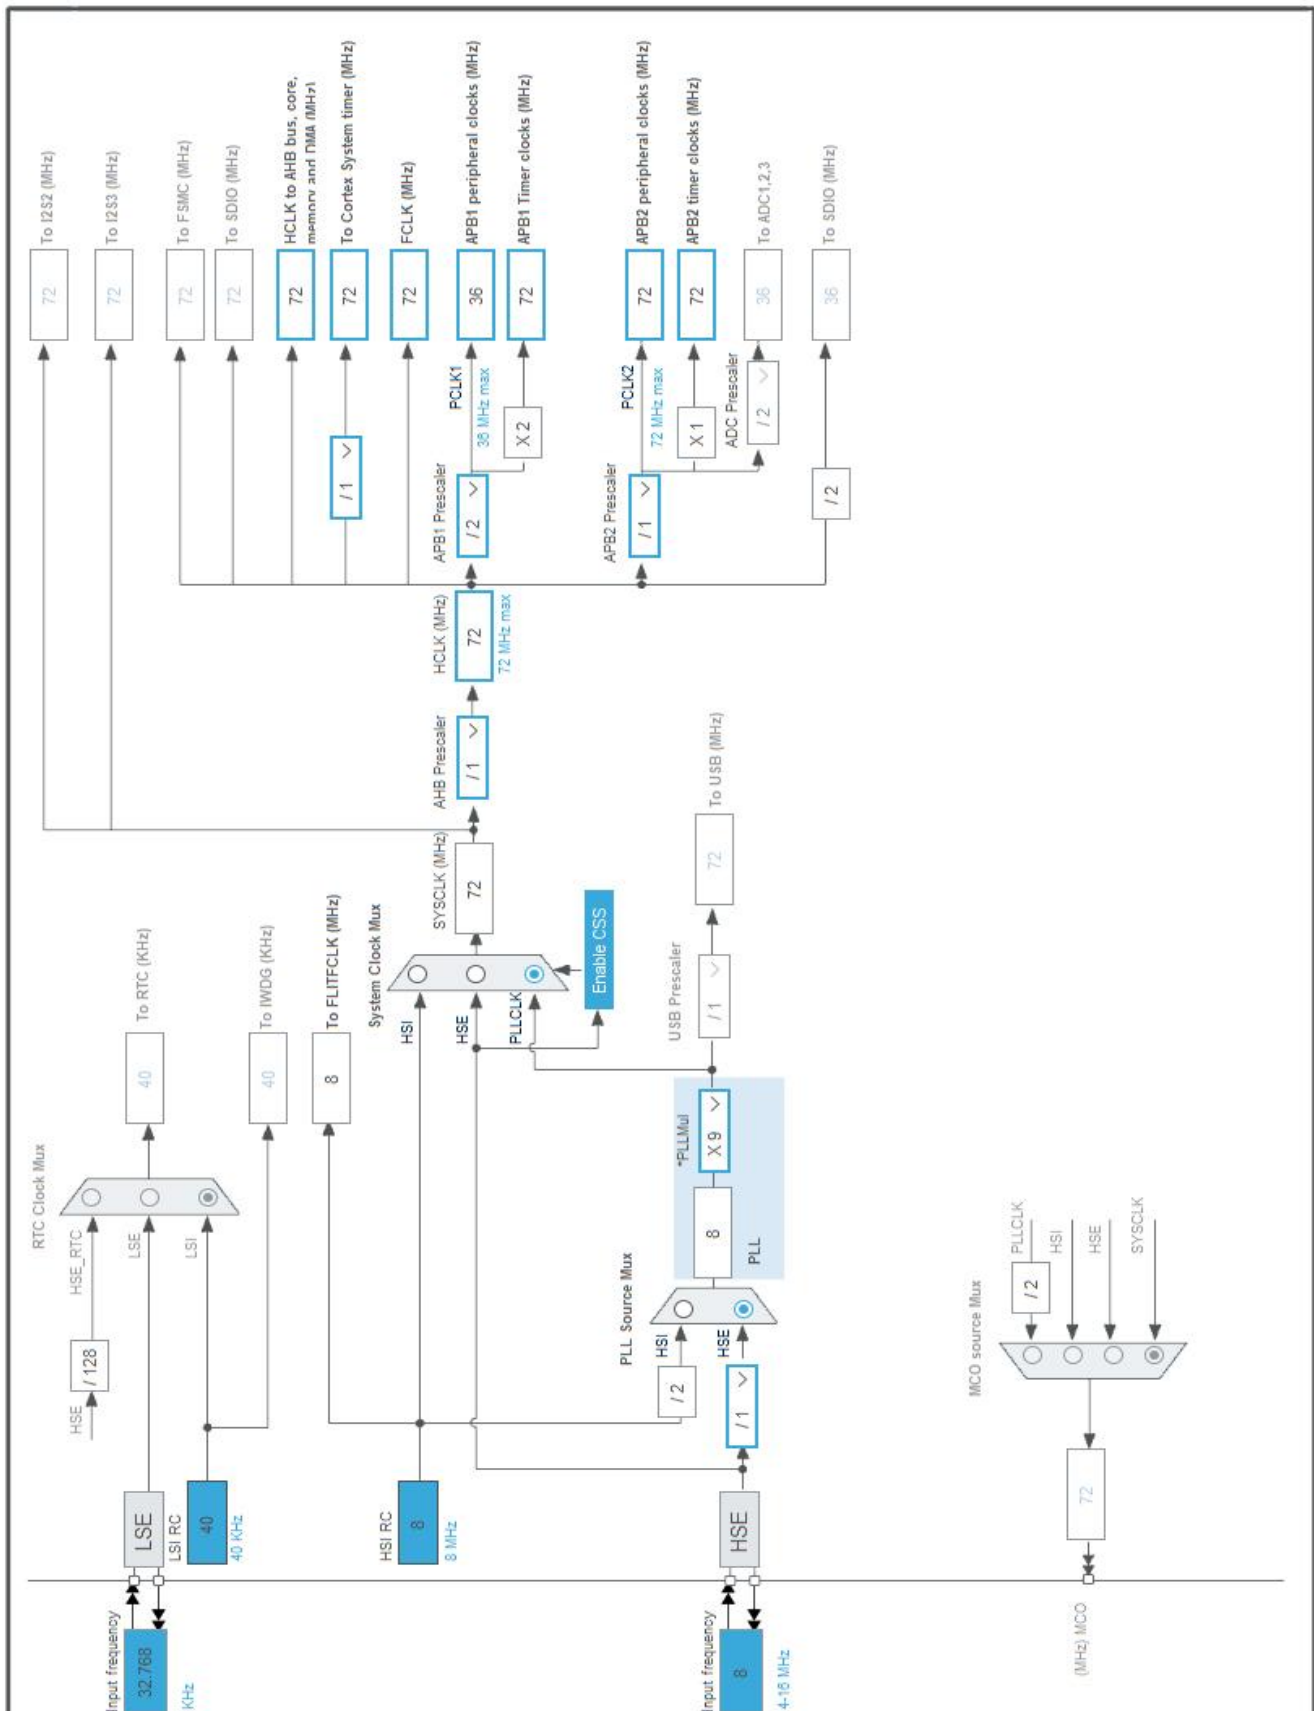 Input frequency
32.768
KHz
LSE
LSI RC
40
40 KHz
HSE
/ 128
HSE_RTC
LSE
LSI
RTC Clock Mux
40
To RTC (KHz)
40
To IWDG (KHz)
8
To FLITFCLK (MHz)
HSI RC
8
8 MHz
Input frequency
8
4-16 MHz
HSE
/ 2
HSI
/ 1
HSE
PLL Source Mux
8
PLL
*PLLMul
X 9
USB Prescaler
/ 1
72
To USB (MHz)
HSI
HSE
PLLCLK
System Clock Mux
Enable CSS
SYSCLK (MHz)
72
AHB Prescaler
/ 1
HCLK (MHz)
72
72 MHz max
72
To I2S2 (MHz)
72
To I2S3 (MHz)
72
To FSMC (MHz)
72
To SDIO (MHz)
72
HCLK to AHB bus, core,
memory and DMA (MHz)
/ 1
72
To Cortex System timer (MHz)
72
FCLK (MHz)
APB1 Prescaler
/ 2
PCLK1
36 MHz max
36
APB1 peripheral clocks (MHz)
X 2
72
APB1 Timer clocks (MHz)
APB2 Prescaler
/ 1
PCLK2
72 MHz max
72
APB2 peripheral clocks (MHz)
X 1
72
APB2 timer clocks (MHz)
ADC Prescaler
/ 2
36
To ADC1,2,3
/ 2
36
To SDIO (MHz)
MCO source Mux
/ 2
PLLCLK
HSI
HSE
SYSCLK
72
(MHz) MCO